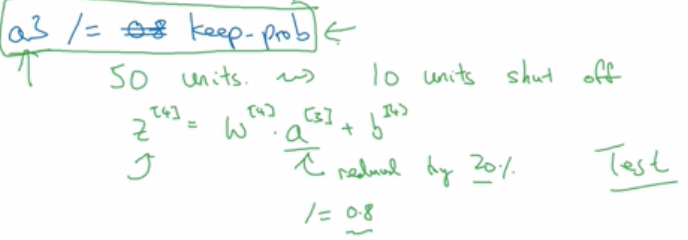 a3 /= 0.8 keep-prob ←
50 units. ⇝ 10 units shut off
z^[4] = W^[4] · a^[3] + b^[4]
reduced by 20%. Test
/= 0.8